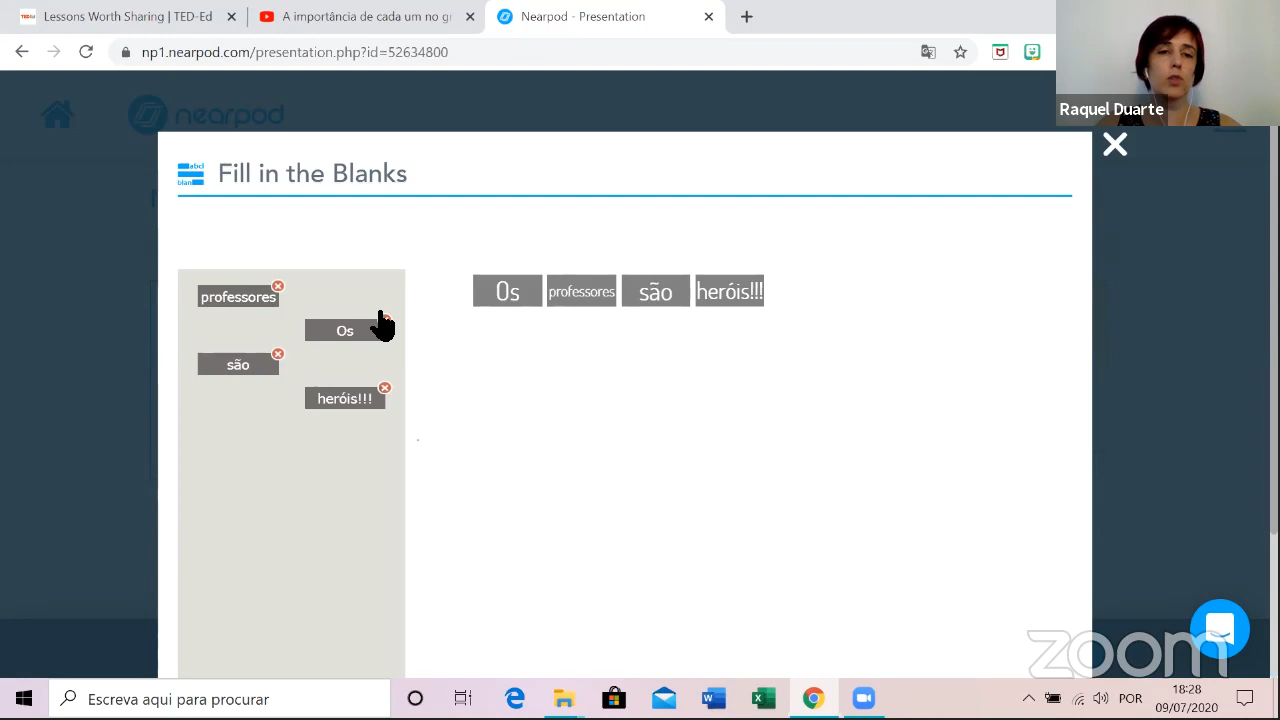 Lessons Worth Sharing | TED-Ed
A importância de cada um no gr
Nearpod - Presentation
np1.nearpod.com/presentation.php?id=52634800
Raquel Duarte
nearpod
Fill in the Blanks
professores
Os
são
heróis!!!
Os professores são heróis!!!
zoom
Escreva aqui para procurar
POR
18:28
09/07/2020